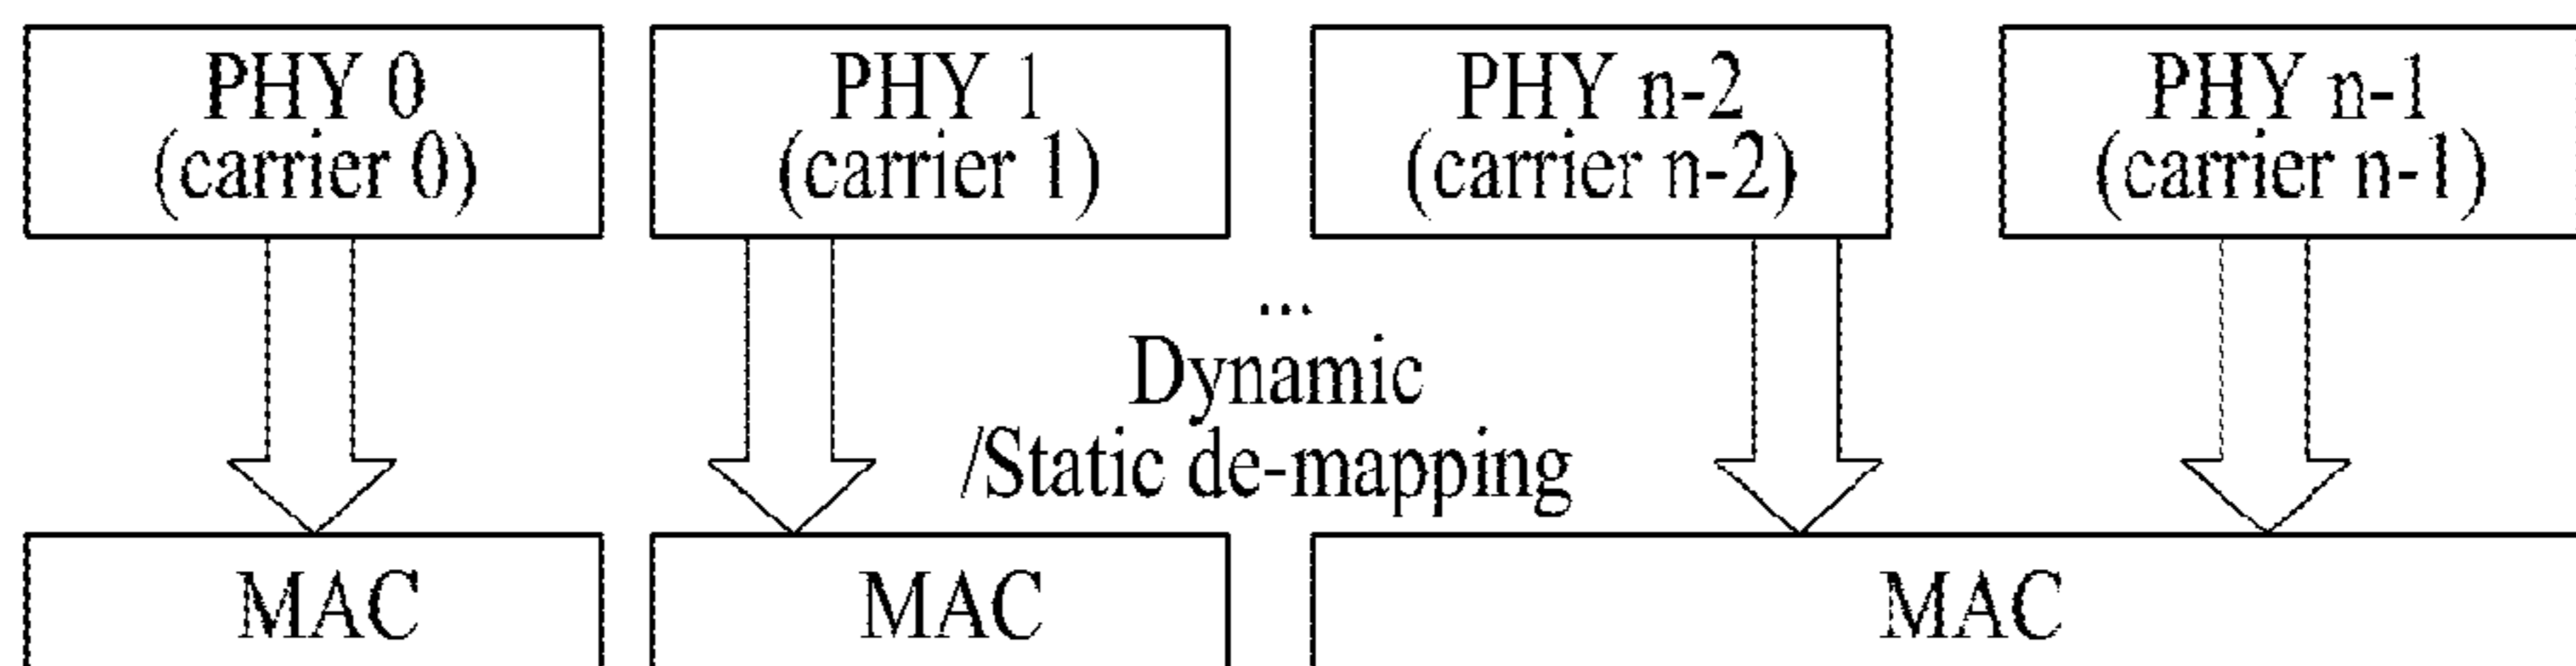 PHY 0
(carrier 0)
PHY 1
(carrier 1)
PHY n-2
(carrier n-2)
PHY n-1
(carrier n-1)
...
Dynamic
/Static de-mapping
MAC
MAC
MAC